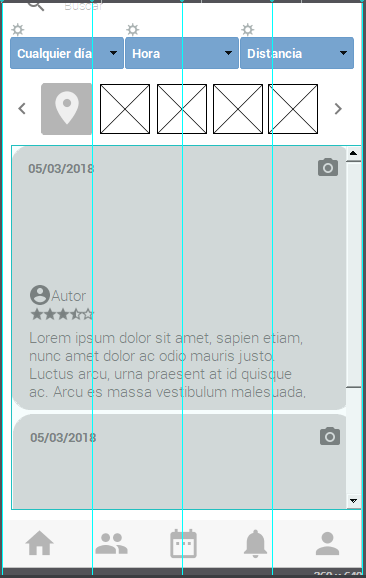 Buscar
Cualquier día Hora Distancia
05/03/2018
Autor
Lorem ipsum dolor sit amet, sapien etiam,
nunc amet dolor ac odio mauris justo.
Luctus arcu, urna praesent at id quisque
ac. Arcu es massa vestibulum malesuada,
05/03/2018